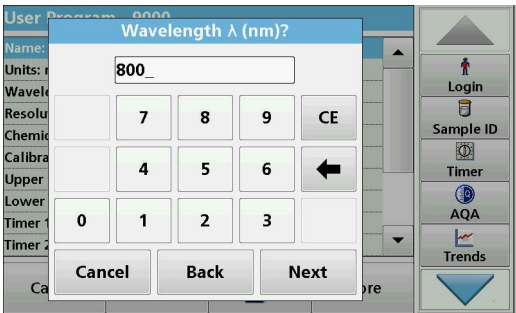 User Program 9000
Wavelength λ (nm)?
Name:
Units:
Wavele
Resolu
Chemic
Calibra
Upper
Lower
Timer 1
Timer 2
800_
7 8 9 CE
4 5 6
0 1 2 3
Cancel Back Next
Ca
ore
Login
Sample ID
Timer
AQA
Trends